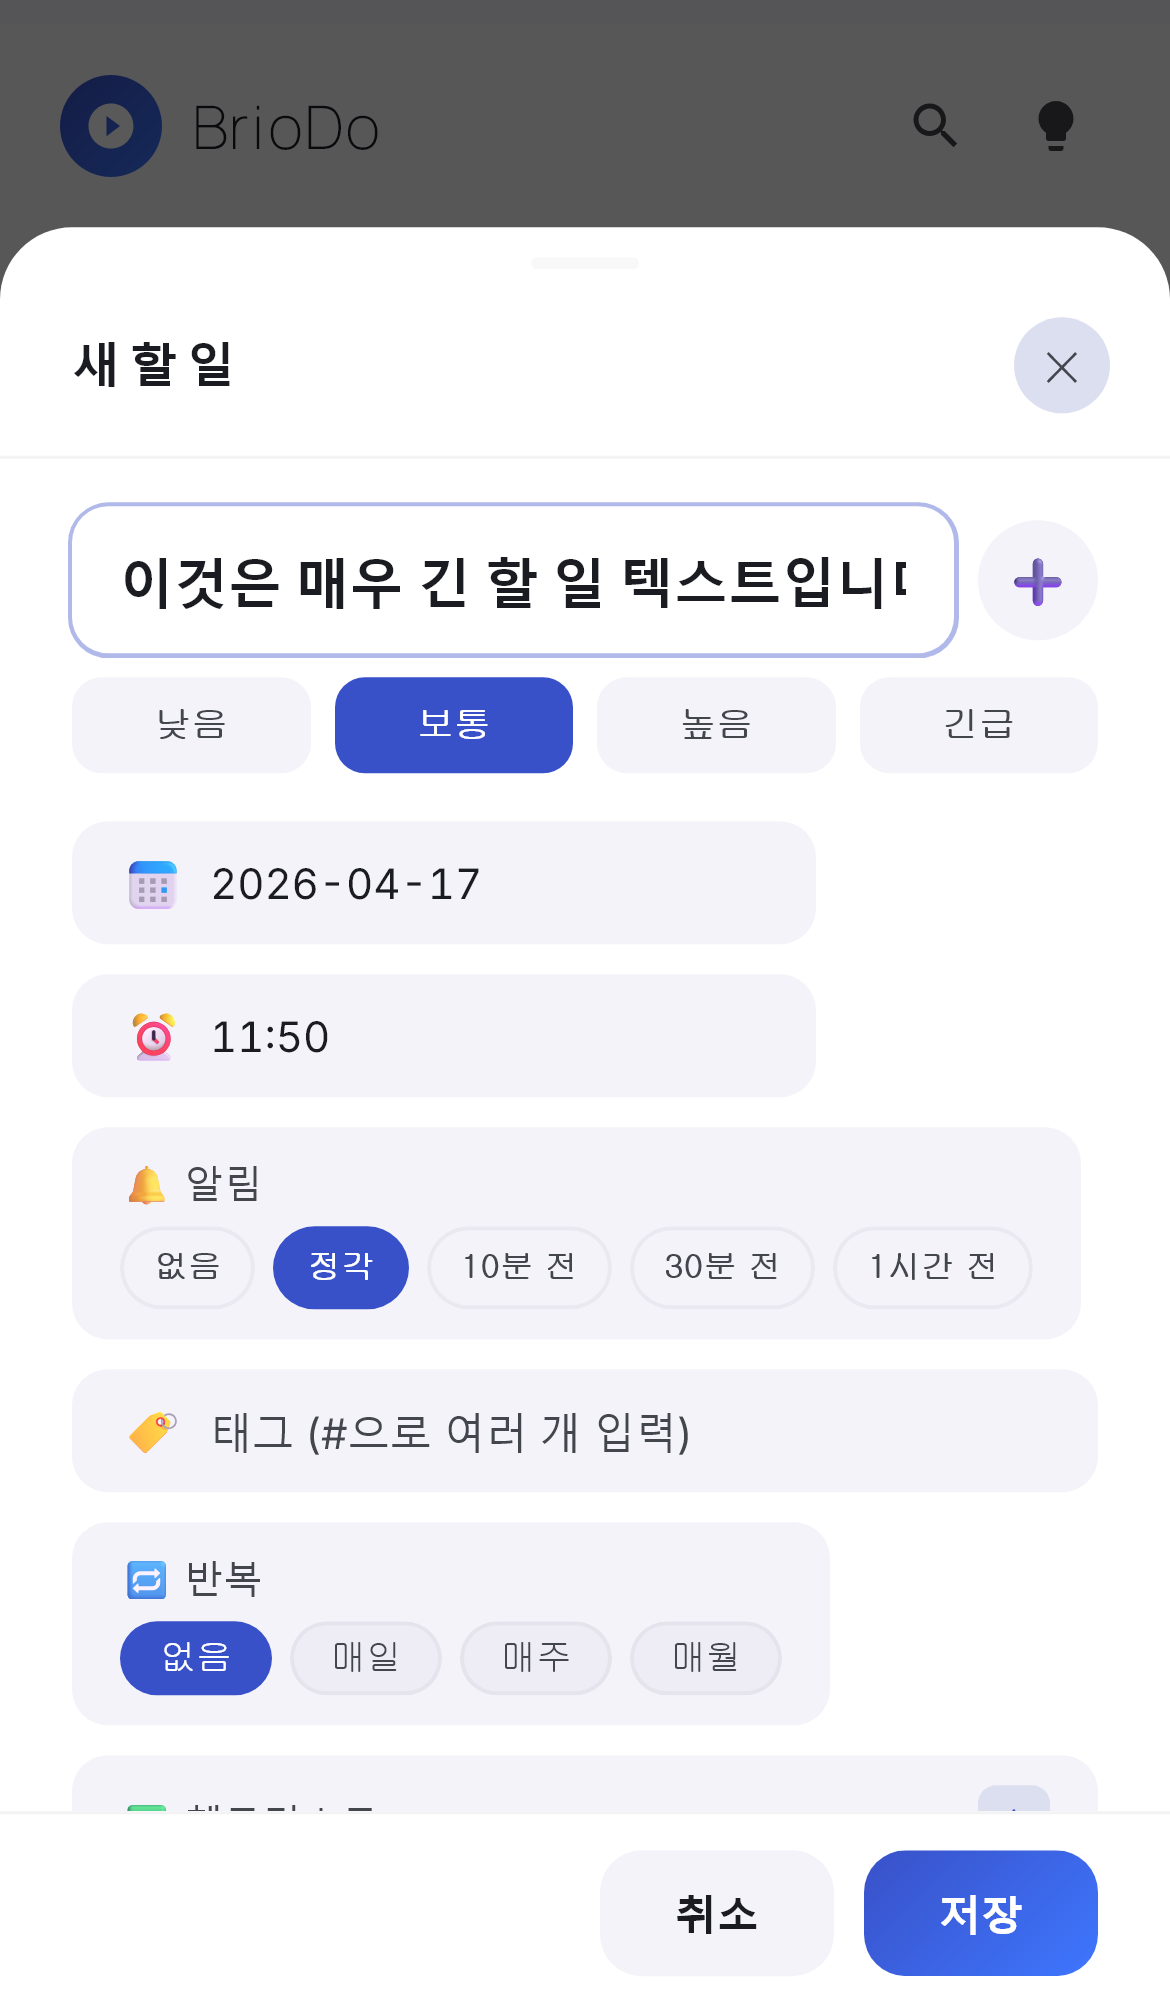 BrioDo
새 할 일
이것은 매우 긴 할 일 텍스트입니
낮음 보통 높음 긴급
2026-04-17
11:50
알림
없음 정각 10분 전 30분 전 1시간 전
태그 (#으로 여러 개 입력)
반복
없음 매일 매주 매월
취소 저장